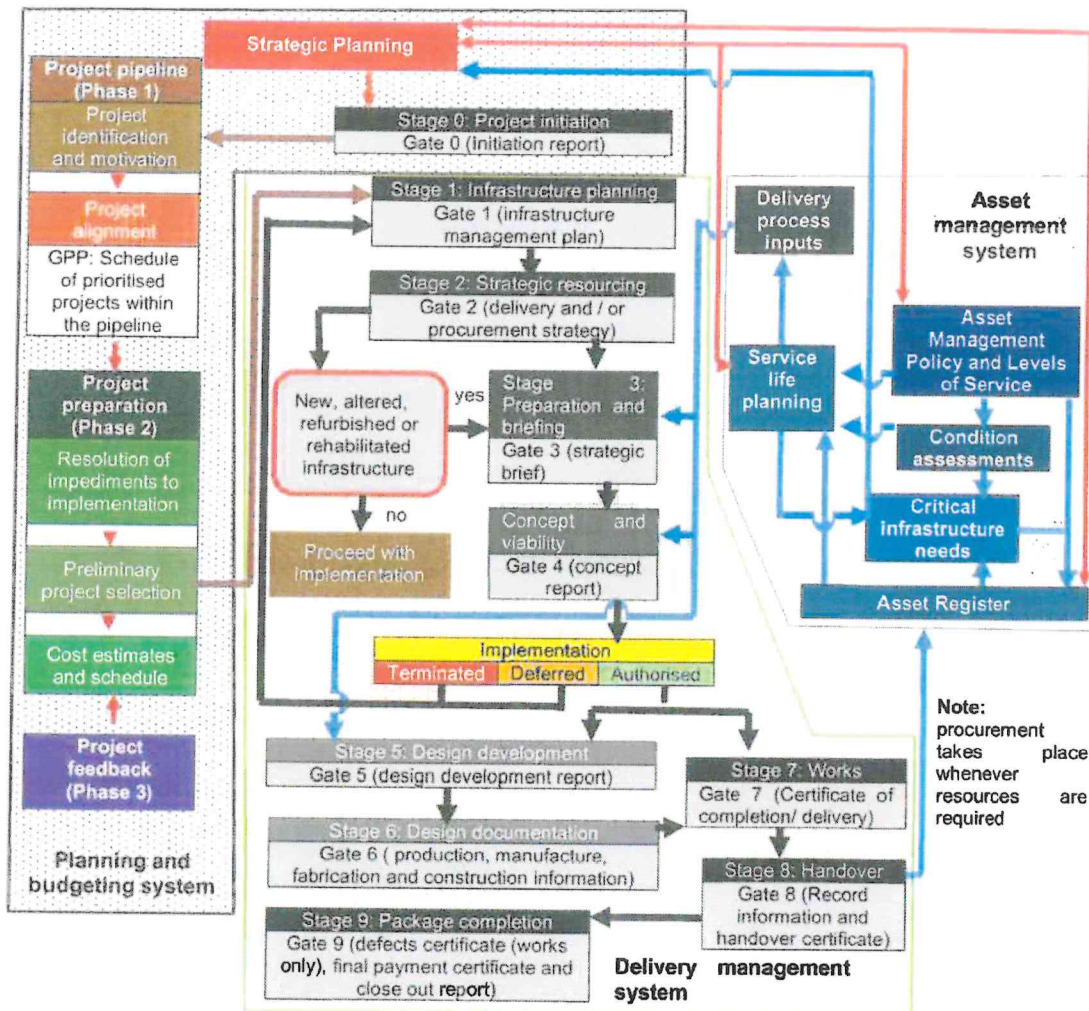 Strategic Planning
Project pipeline
(Phase 1)
Project
identification
and motivation
Project
alignment
GPP: Schedule
of prioritised
projects within
the pipeline
Project
preparation
(Phase 2)
Resolution of
impediments to
implementation
Preliminary
project selection
Cost estimates
and schedule
Project
feedback
(Phase 3)
Planning and
budgeting system
Stage 0: Project initiation
Gate 0 (Initiation report)
Stage 1: Infrastructure planning
Gate 1 (infrastructure
management plan)
Stage 2: Strategic resourcing
Gate 2 (delivery and / or
procurement strategy)
New, altered,
refurbished or
rehabilitated
infrastructure
yes
no
Proceed with
Implementation
Stage 3:
Preparation and
briefing
Gate 3 (strategic
brief)
Concept and
viability
Gate 4 (concept
report)
Implementation
Terminated Deferred Authorised
Stage 5: Design development
Gate 5 (design development report)
Stage 6: Design documentation
Gate 6 ( production, manufacture,
fabrication and construction information)
Stage 7: Works
Gate 7 (Certificate of
completion/ delivery)
Stage 8: Handover
Gate 8 (Record
information and
handover certificate)
Stage 9: Package completion
Gate 9 (defects certificate (works
only), final payment certificate and
close out report)
Delivery management
system
Delivery
process
inputs
Asset
management
system
Service
life
planning
Asset
Management
Policy and Levels
of Service
Condition
assessments
Critical
infrastructure
needs
Asset Register
Note:
procurement
takes place
whenever
resources are
required